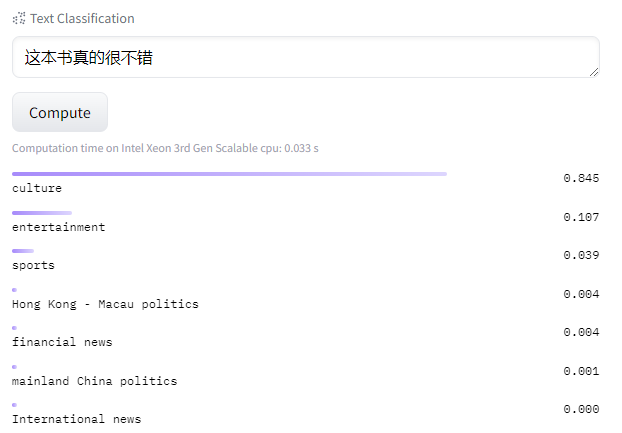 Text Classification
这本书真的很不错
Compute
Computation time on Intel Xeon 3rd Gen Scalable cpu: 0.033 s
0.845
culture
0.107
entertainment
0.039
sports
0.004
Hong Kong - Macau politics
0.004
financial news
0.001
mainland China politics
0.000
International news